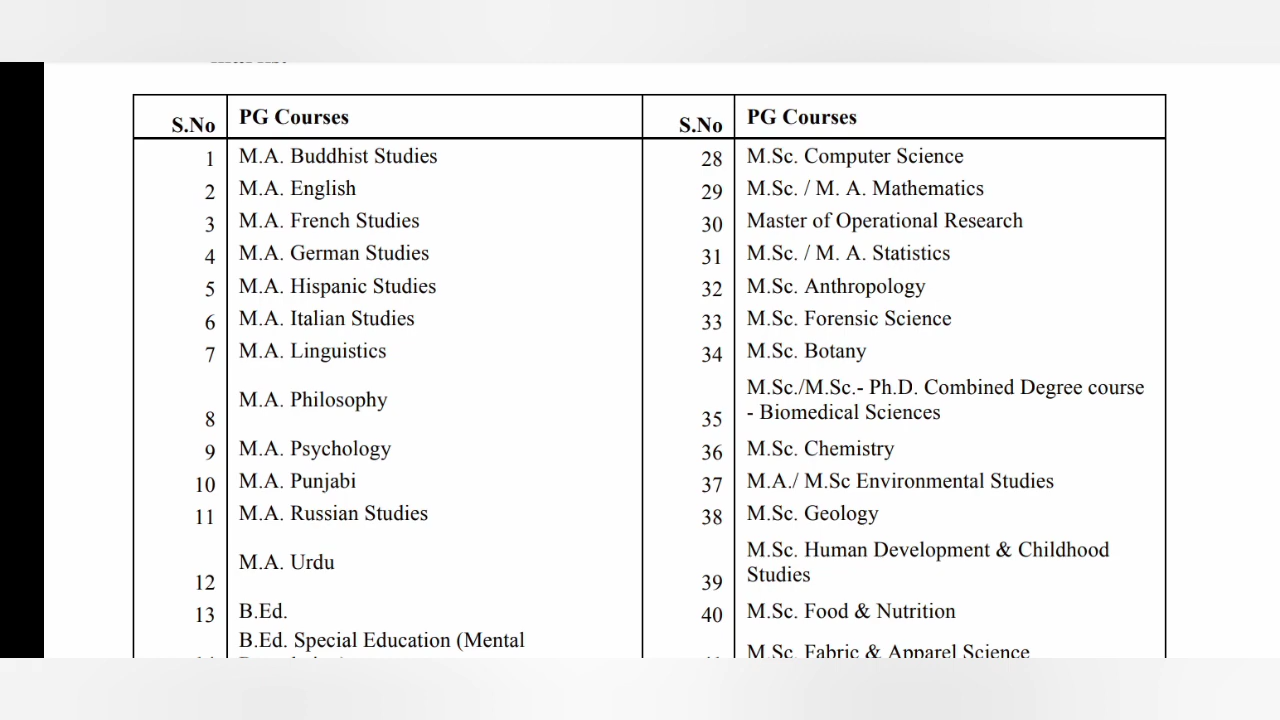 S.No PG Courses S.No PG Courses
1 M.A. Buddhist Studies 28 M.Sc. Computer Science
2 M.A. English 29 M.Sc. / M. A. Mathematics
3 M.A. French Studies 30 Master of Operational Research
4 M.A. German Studies 31 M.Sc. / M. A. Statistics
5 M.A. Hispanic Studies 32 M.Sc. Anthropology
6 M.A. Italian Studies 33 M.Sc. Forensic Science
7 M.A. Linguistics 34 M.Sc. Botany
8 M.A. Philosophy 35 M.Sc./M.Sc.- Ph.D. Combined Degree course
- Biomedical Sciences
9 M.A. Psychology 36 M.Sc. Chemistry
10 M.A. Punjabi 37 M.A./ M.Sc Environmental Studies
11 M.A. Russian Studies 38 M.Sc. Geology
12 M.A. Urdu 39 M.Sc. Human Development & Childhood
Studies
13 B.Ed. 40 M.Sc. Food & Nutrition
B.Ed. Special Education (Mental M.Sc. Fabric & Apparel Science